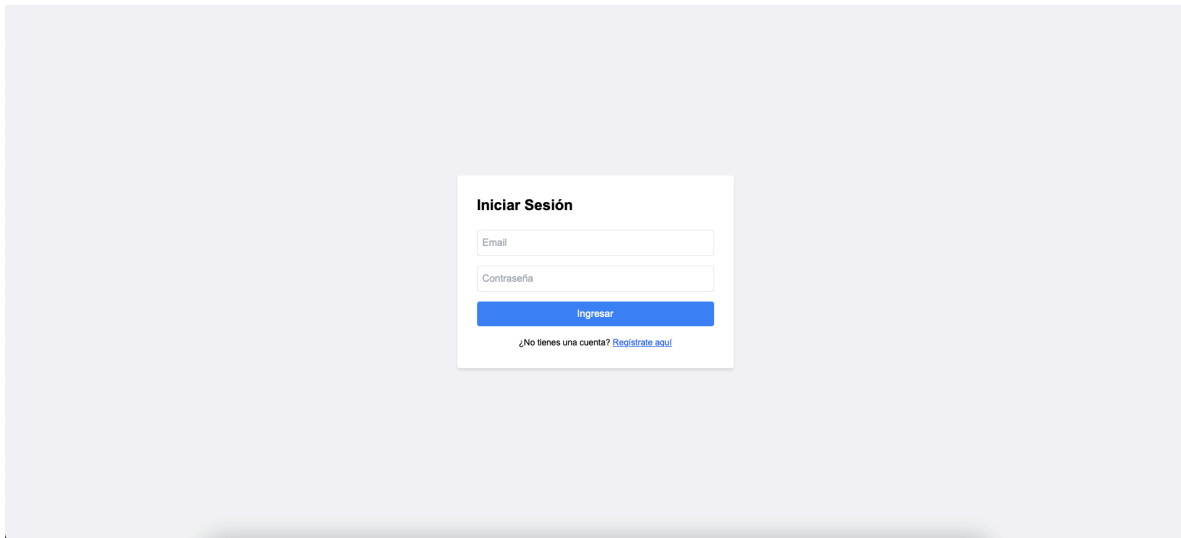 Iniciar Sesión
Email
Contraseña
Ingresar
¿No tienes una cuenta? Regístrate aquí